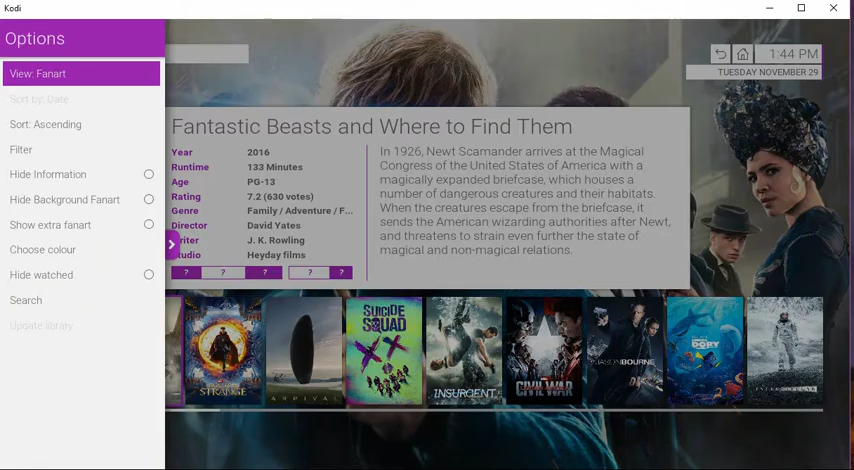 Kodi
Options
View: Fanart
Sort by: Date
Sort: Ascending
Filter
Hide Information
Hide Background Fanart
Show extra fanart
Choose colour
Hide watched
Search
Update library
1:44 PM
TUESDAY NOVEMBER 29
Fantastic Beasts and Where to Find Them
Year 2016
Runtime 133 Minutes
Age PG-13
Rating 7.2 (630 votes)
Genre Family / Adventure / F...
Director David Yates
riter J. K. Rowling
tudio Heyday films
? ? ? ? ?
In 1926, Newt Scamander arrives at the Magical
Congress of the United States of America with a
magically expanded briefcase, which houses a
number of dangerous creatures and their habitats.
When the creatures escape from the briefcase, it
sends the American wizarding authorities after Newt,
and threatens to strain even further the state of
magical and non-magical relations.
STRANGE
ARRIVAL
SUICIDE
SQUAD
INSURGENT
CIVIL WAR
JASON BOURNE
DORY
INTERSTELLAR